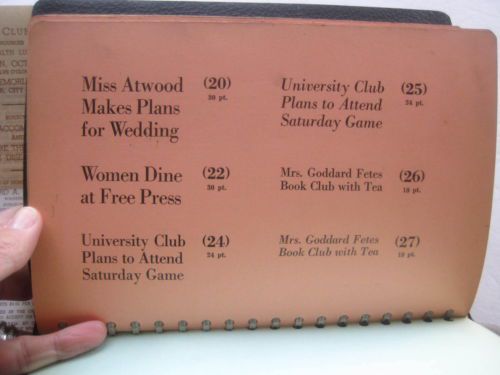 Miss Atwood (20)
Makes Plans 30 pt.
for Wedding
Women Dine (22)
at Free Press 30 pt.
University Club (24)
Plans to Attend 24 pt.
Saturday Game
University Club (25)
Plans to Attend 24 pt.
Saturday Game
Mrs. Goddard Fetes (26)
Book Club with Tea 18 pt.
Mrs. Goddard Fetes (27)
Book Club with Tea 18 pt.
CLUB